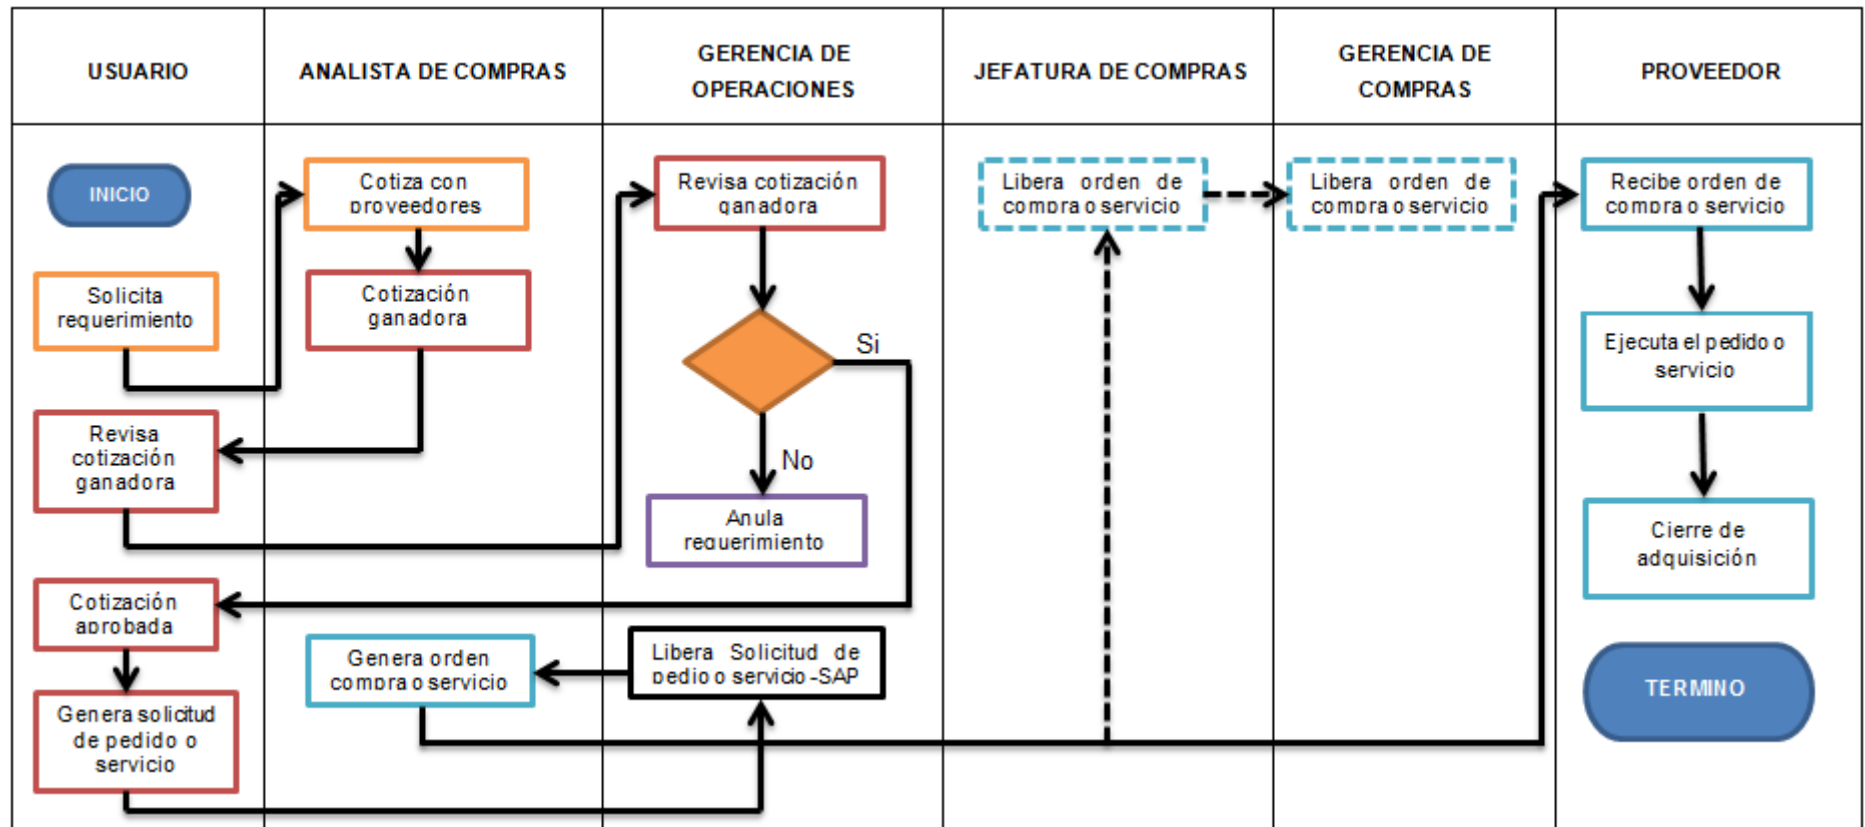 USUARIO
ANALISTA DE COMPRAS
GERENCIA DE
OPERACIONES
JEFATURA DE COMPRAS
GERENCIA DE
COMPRAS
PROVEEDOR
INICIO
Solicita
requerimiento
Revisa
cotización
ganadora
Cotización
aprobada
Genera solicitud
de pedido o
servicio
Cotiza con
proveedores
Cotización
ganadora
Genera orden
compra o servicio
Revisa cotización
ganadora
Si
No
Anula
requerimiento
Libera Solicitud de
pedio o servicio-SAP
Libera orden de
compra o servicio
Libera orden de
compra o servicio
Recibe orden de
compra o servicio
Ejecuta el pedido o
servicio
Cierre de
adquisición
TERMINO